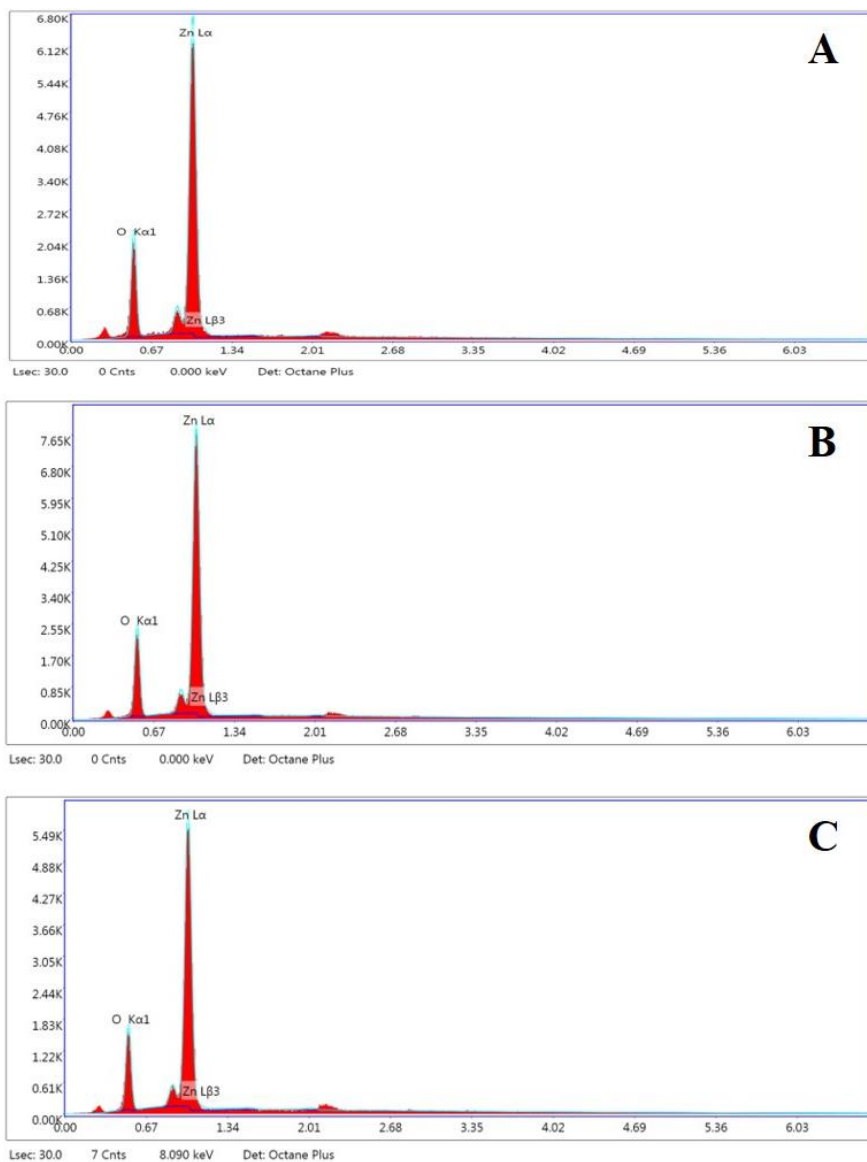 A
6.80K
Zn Lα
6.12K
5.44K
4.76K
4.08K
3.40K
2.72K
O Kα1
2.04K
1.36K
0.68K
Zn Lβ3
0.00K
0.00 0.67 1.34 2.01 2.68 3.35 4.02 4.69 5.36 6.03
Lsec: 30.0 0 Cnts 0.000 keV Det: Octane Plus
B
Zn Lα
7.65K
6.80K
5.95K
5.10K
4.25K
3.40K
2.55K
O Kα1
1.70K
0.85K
Zn Lβ3
0.00K
0.00 0.67 1.34 2.01 2.68 3.35 4.02 4.69 5.36 6.03
Lsec: 30.0 0 Cnts 0.000 keV Det: Octane Plus
C
Zn Lα
5.49K
4.88K
4.27K
3.66K
3.05K
2.44K
1.83K
O Kα1
1.22K
0.61K
Zn Lβ3
0.00K
0.00 0.67 1.34 2.01 2.68 3.35 4.02 4.69 5.36 6.03
Lsec: 30.0 7 Cnts 8.090 keV Det: Octane Plus